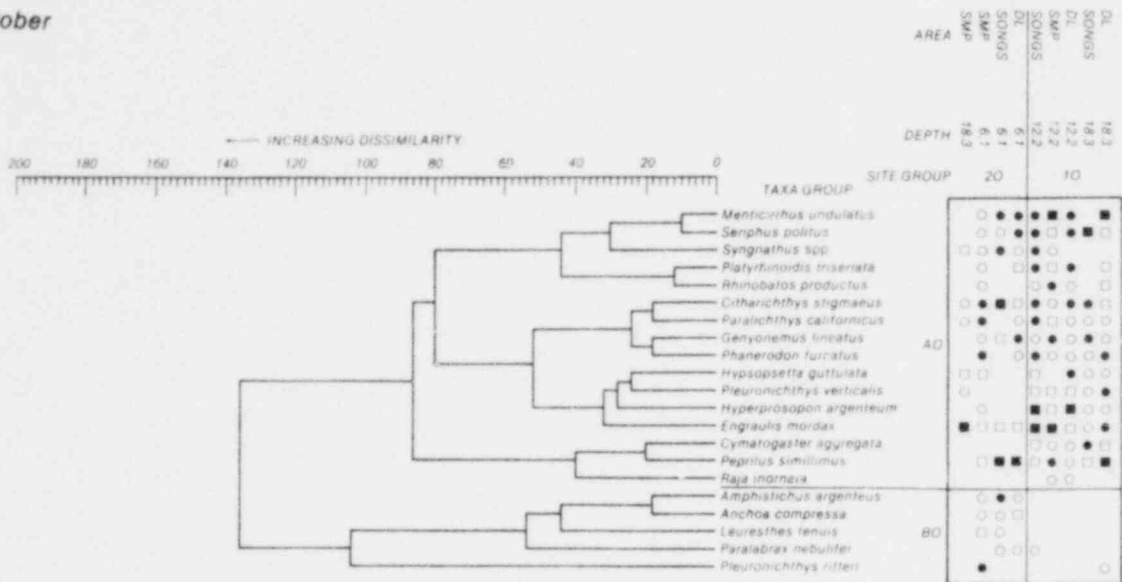 ober
AREA SMP SMP SONGS DL SONGS SMP DL SONGS DL
INCREASING DISSIMILARITY
DEPTH 18.3 6.1 6.1 6.1 12.2 12.2 12.2 18.3 18.3
200 180 160 140 120 100 80 60 40 20 0
TAXA GROUP SITE GROUP 20 10
Menticirrhus undulatus
Seriphus politus
Syngnathus spp
Platyrhinoidis triseriata
Rhinobatos productus
Citharichthys stigmaeus
Paralichthys californicus
AO
Genyonemus lineatus
Phanerodon furcatus
Hypsopsetta guttulata
Pleuronichthys verticalis
Hyperprosopon argenteum
Engraulis mordax
Cymatogaster aggregata
Peprilus simillimus
Raja inornata
Amphistichus argenteus
Anchoa compressa
Leuresthes tenuis
BO
Paralabrax nebulifer
Pleuronichthys ritteri